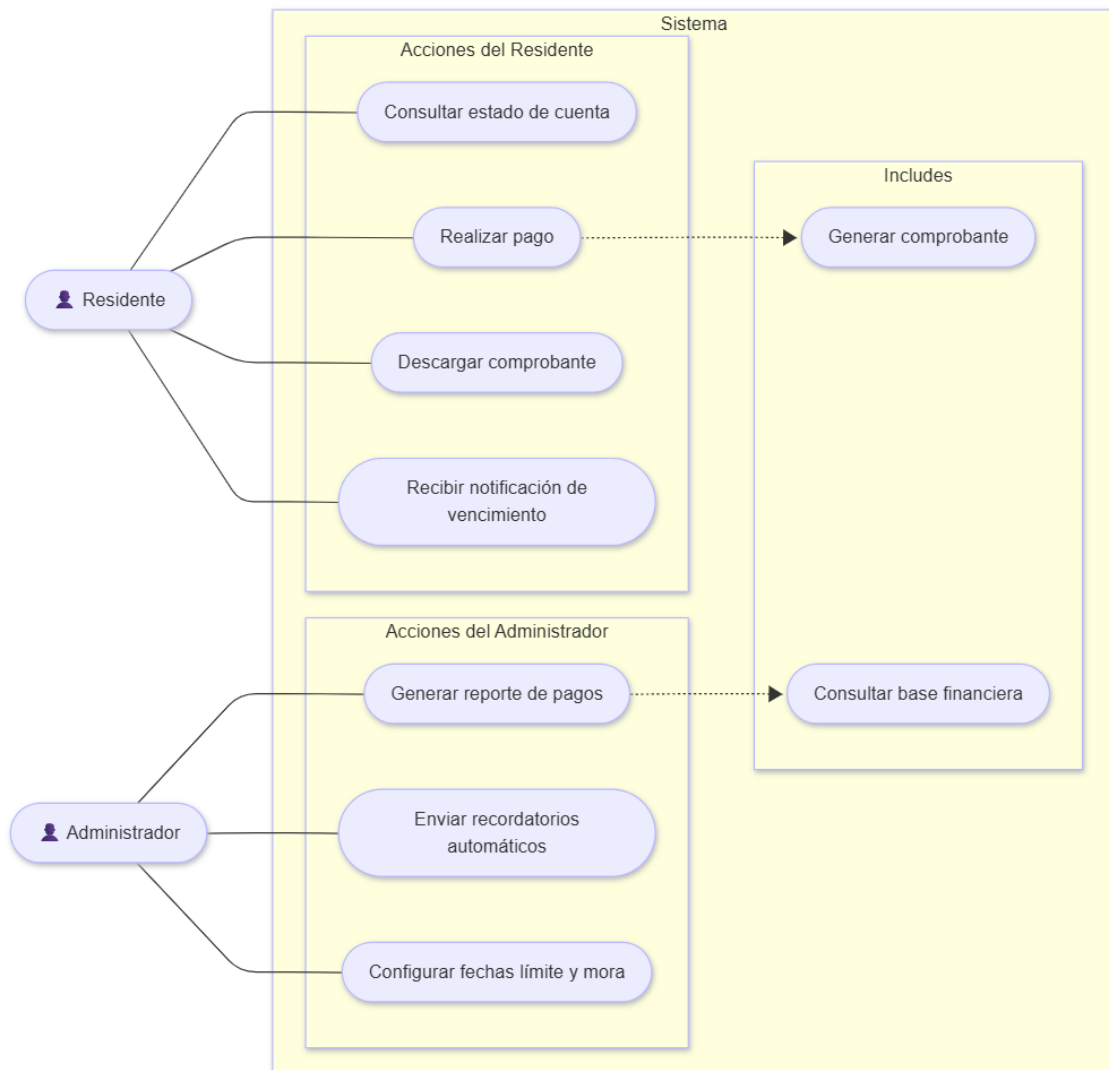 Sistema
Acciones del Residente
Consultar estado de cuenta
Includes
Realizar pago
Generar comprobante
Residente
Descargar comprobante
Recibir notificación de
vencimiento
Acciones del Administrador
Generar reporte de pagos
Consultar base financiera
Enviar recordatorios
automáticos
Administrador
Configurar fechas límite y mora